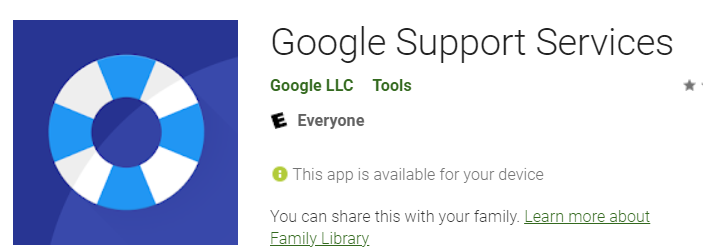 Google Support Services
Google LLC Tools
E Everyone
This app is available for your device
You can share this with your family. Learn more about
Family Library